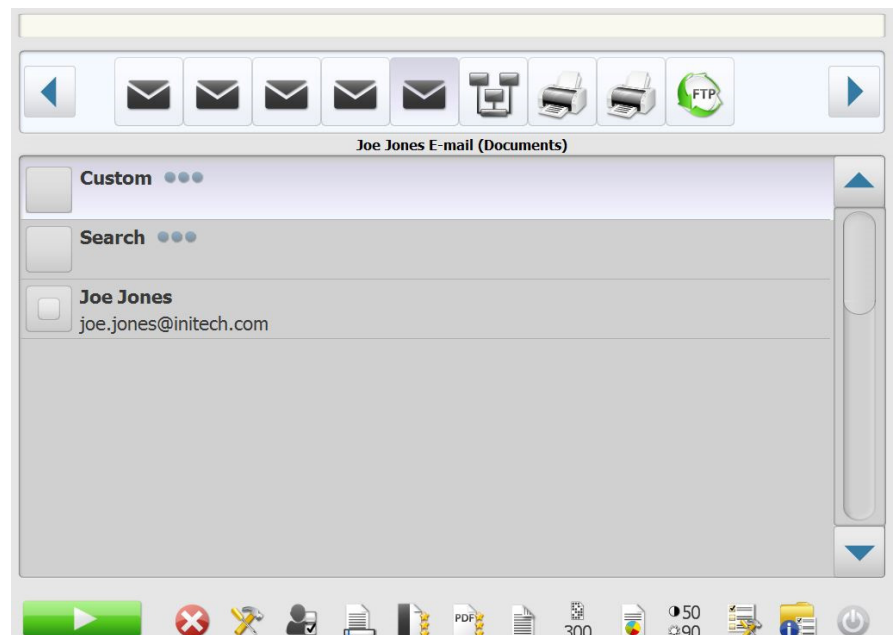 FTP
Joe Jones E-mail (Documents)
Custom
Search
Joe Jones
joe.jones@initech.com
PDF
300
50
90